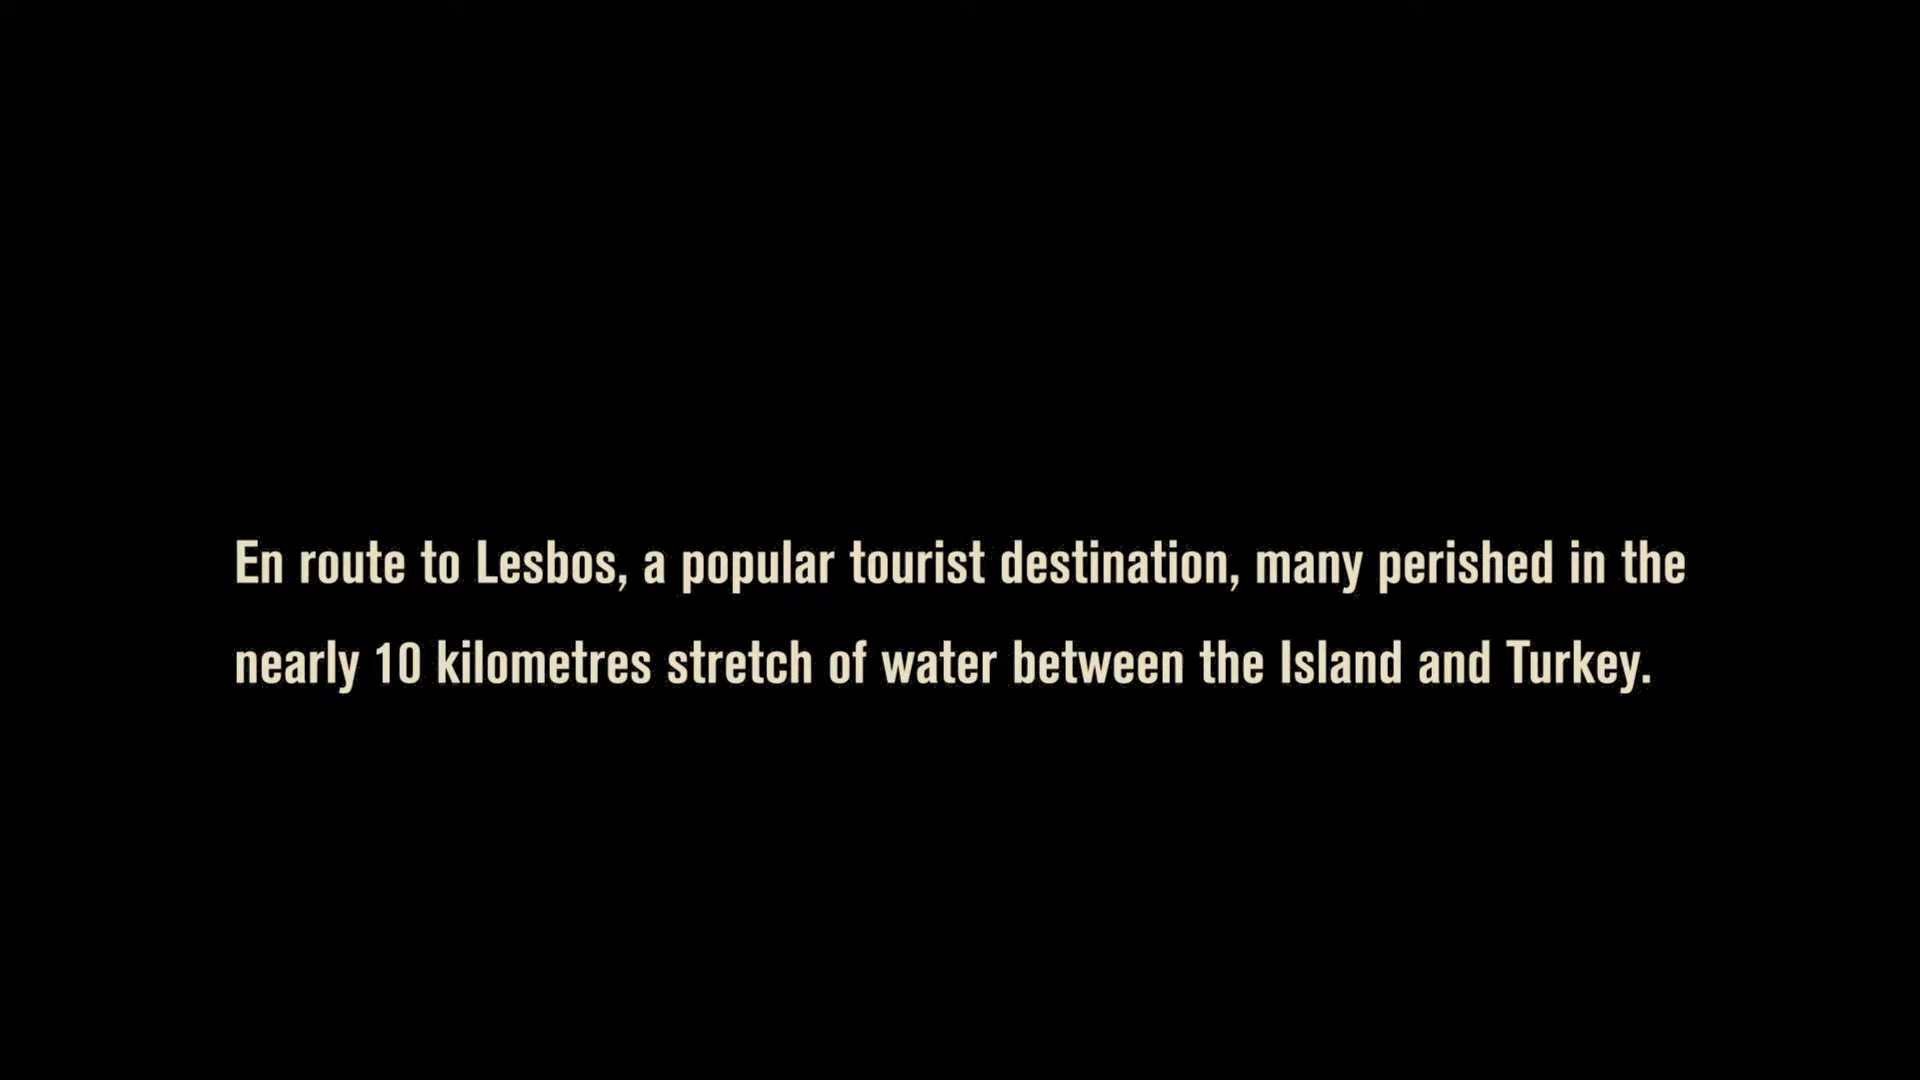 En route to Lesbos, a popular tourist destination, many perished in the
nearly 10 kilometres stretch of water between the Island and Turkey.